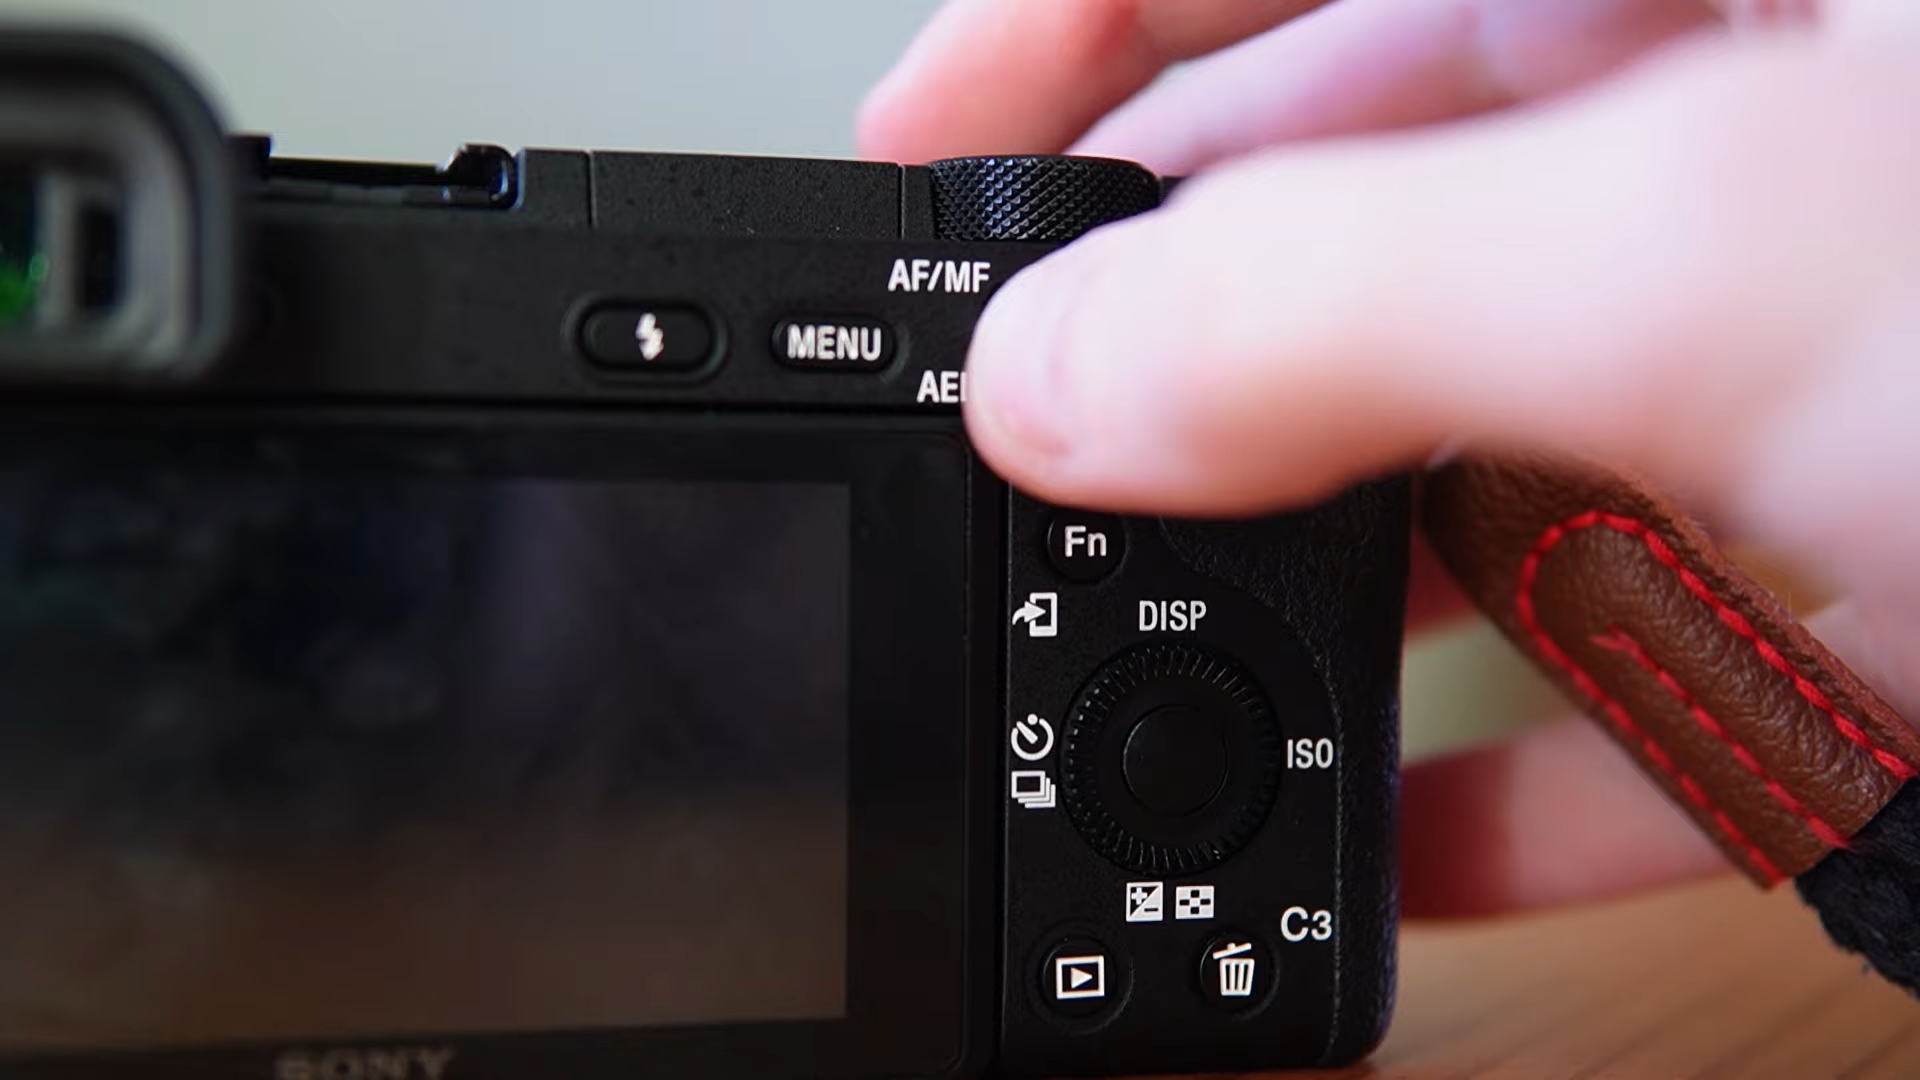 AF/MF
MENU
AEL
Fn
DISP
ISO
C3
SONY